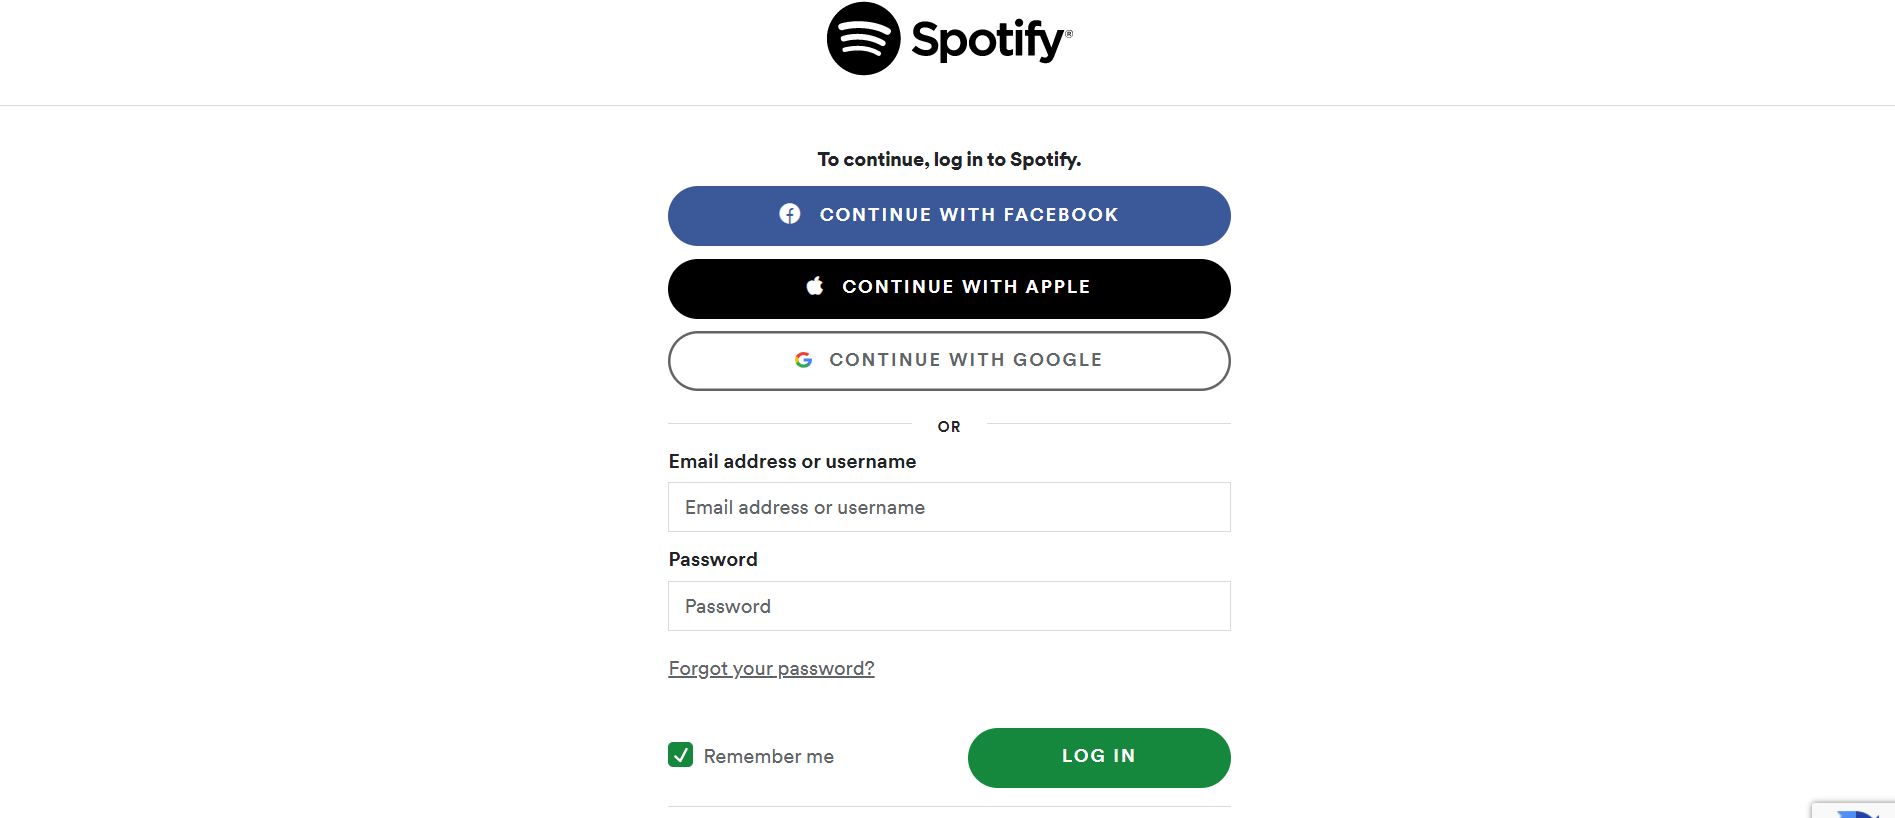 Spotify®
To continue, log in to Spotify.
CONTINUE WITH FACEBOOK
CONTINUE WITH APPLE
CONTINUE WITH GOOGLE
OR
Email address or username
Email address or username
Password
Password
Forgot your password?
Remember me
LOG IN